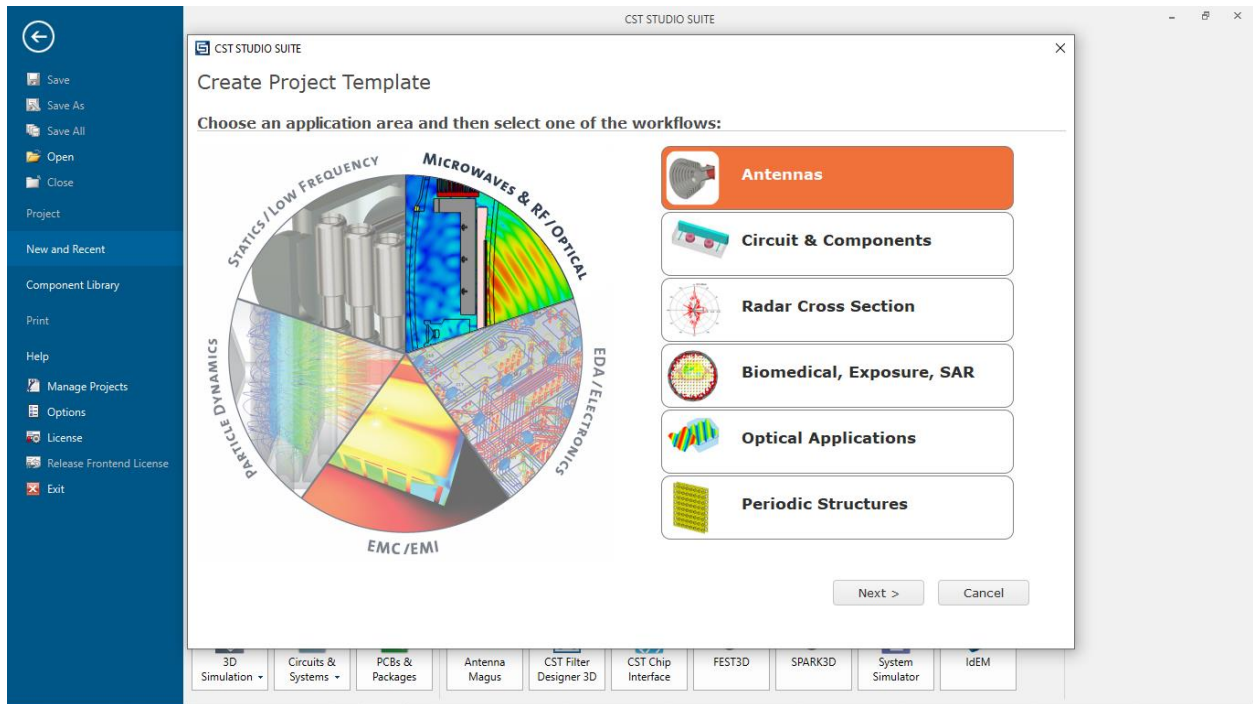 CST STUDIO SUITE
Save
Save As
Save All
Open
Close
Project
New and Recent
Component Library
Print
Help
Manage Projects
Options
License
Release Frontend License
Exit
CST STUDIO SUITE
Create Project Template
Choose an application area and then select one of the workflows:
STATICS / LOW FREQUENCY
MICROWAVES & RF / OPTICAL
EDA / ELECTRONICS
EMC / EMI
PARTICLE DYNAMICS
Antennas
Circuit & Components
Radar Cross Section
Biomedical, Exposure, SAR
Optical Applications
Periodic Structures
Next >
Cancel
3D
Simulation
Circuits &
Systems
PCBs &
Packages
Antenna
Magus
CST Filter
Designer 3D
CST Chip
Interface
FEST3D
SPARK3D
System
Simulator
IdEM